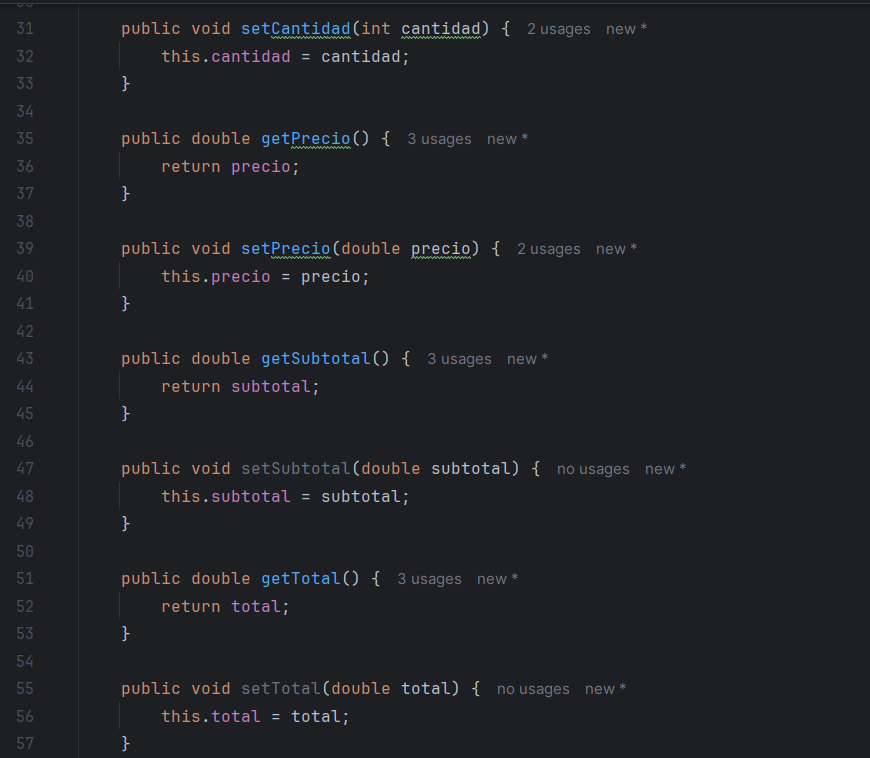 31 public void setCantidad(int cantidad) { 2 usages new *
32 this.cantidad = cantidad;
33 }
34
35 public double getPrecio() { 3 usages new *
36 return precio;
37 }
38
39 public void setPrecio(double precio) { 2 usages new *
40 this.precio = precio;
41 }
42
43 public double getSubtotal() { 3 usages new *
44 return subtotal;
45 }
46
47 public void setSubtotal(double subtotal) { no usages new *
48 this.subtotal = subtotal;
49 }
50
51 public double getTotal() { 3 usages new *
52 return total;
53 }
54
55 public void setTotal(double total) { no usages new *
56 this.total = total;
57 }